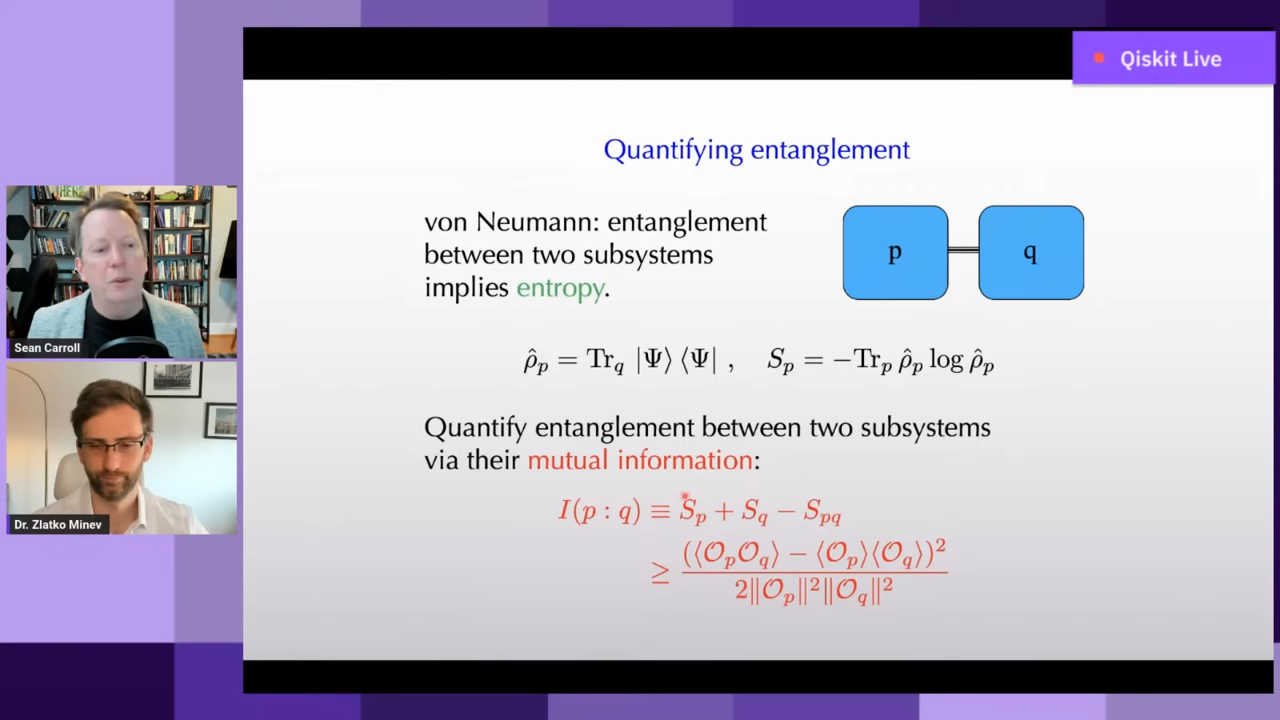 Qiskit Live
Quantifying entanglement
von Neumann: entanglement
between two subsystems
implies entropy.
p
q
ρ̂_p = Tr_q |Ψ⟩ ⟨Ψ| ,  S_p = −Tr_p ρ̂_p log ρ̂_p
Quantify entanglement between two subsystems
via their mutual information:
I(p : q) ≡ S_p + S_q − S_pq
≥ (⟨𝒪_p𝒪_q⟩ − ⟨𝒪_p⟩⟨𝒪_q⟩)² / 2‖𝒪_p‖²‖𝒪_q‖²
Sean Carroll
Dr. Zlatko Minev